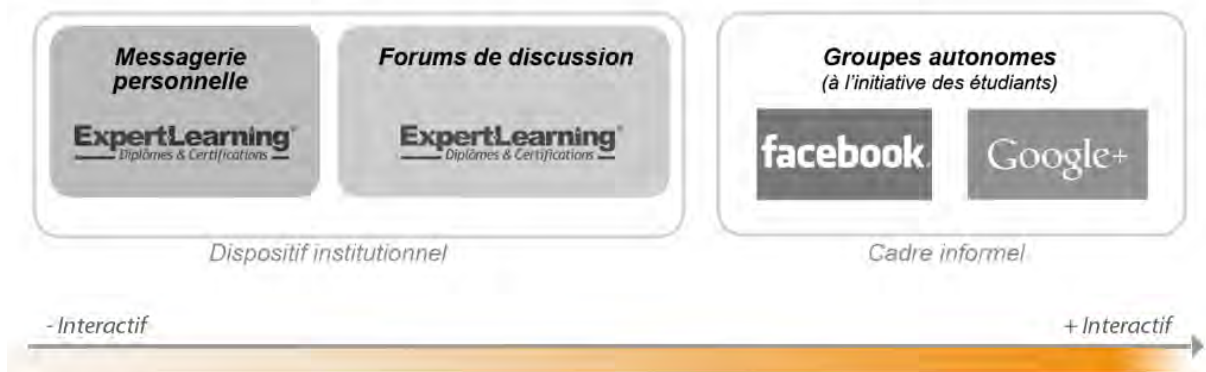 Messagerie
personnelle
ExpertLearning®
Diplômes & Certifications
Forums de discussion
ExpertLearning®
Diplômes & Certifications
Dispositif institutionnel
Groupes autonomes
(à l'initiative des étudiants)
facebook.
Google+
Cadre informel
- Interactif
+ Interactif